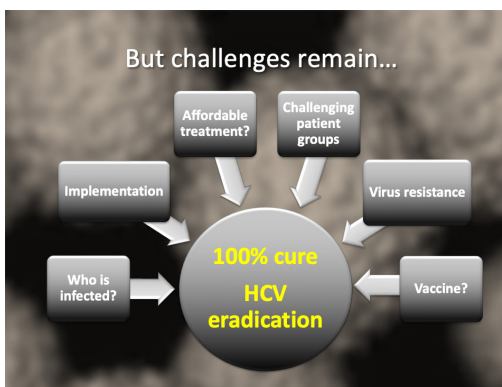 But challenges remain…
Affordable
treatment?
Challenging
patient
groups
Implementation
Virus resistance
Who is
infected?
100% cure
HCV
eradication
Vaccine?